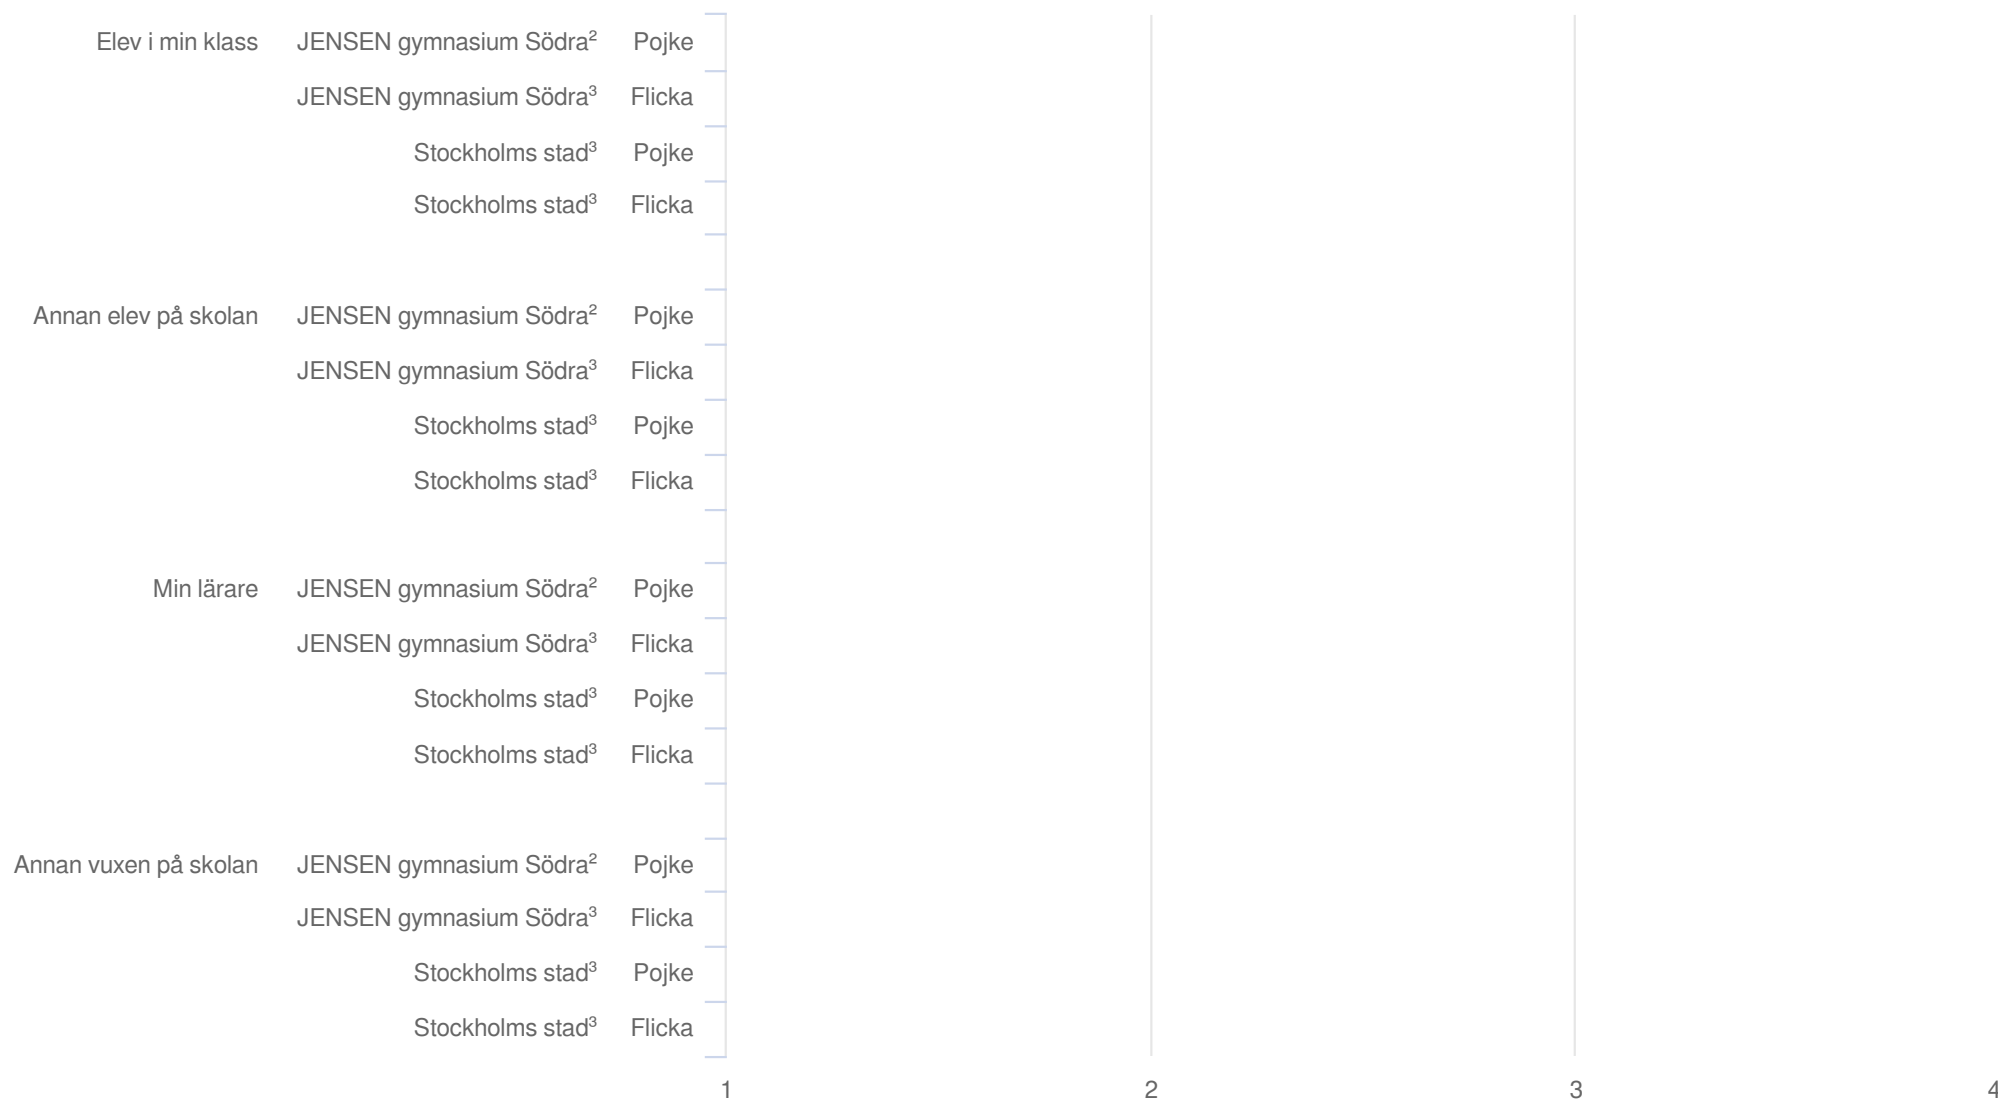 Elev i min klass JENSEN gymnasium Södra² Pojke
JENSEN gymnasium Södra³ Flicka
Stockholms stad³ Pojke
Stockholms stad³ Flicka
Annan elev på skolan JENSEN gymnasium Södra² Pojke
JENSEN gymnasium Södra³ Flicka
Stockholms stad³ Pojke
Stockholms stad³ Flicka
Min lärare JENSEN gymnasium Södra² Pojke
JENSEN gymnasium Södra³ Flicka
Stockholms stad³ Pojke
Stockholms stad³ Flicka
Annan vuxen på skolan JENSEN gymnasium Södra² Pojke
JENSEN gymnasium Södra³ Flicka
Stockholms stad³ Pojke
Stockholms stad³ Flicka
1 2 3 4